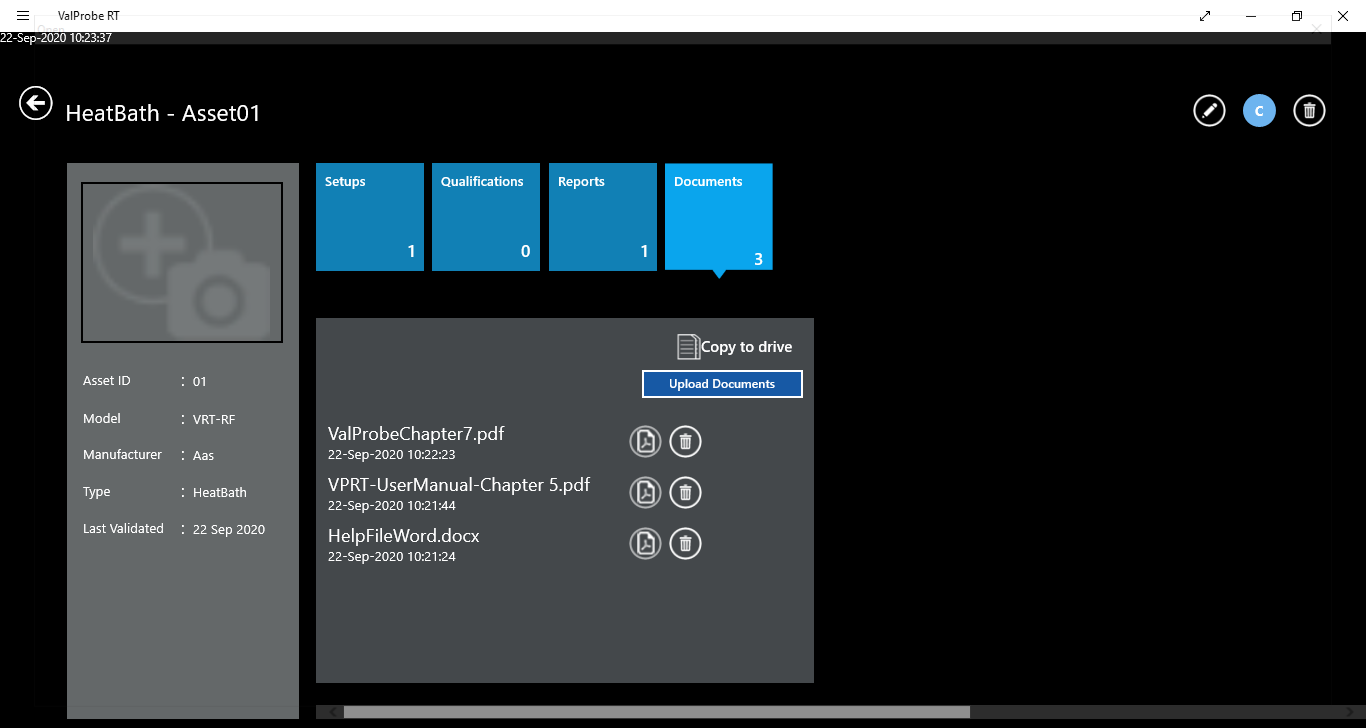 ValProbe RT
22-Sep-2020 10:23:37
HeatBath - Asset01
C
Setups
1
Qualifications
0
Reports
1
Documents
3
Asset ID : 01
Model : VRT-RF
Manufacturer : Aas
Type : HeatBath
Last Validated : 22 Sep 2020
Copy to drive
Upload Documents
ValProbeChapter7.pdf
22-Sep-2020 10:22:23
VPRT-UserManual-Chapter 5.pdf
22-Sep-2020 10:21:44
HelpFileWord.docx
22-Sep-2020 10:21:24